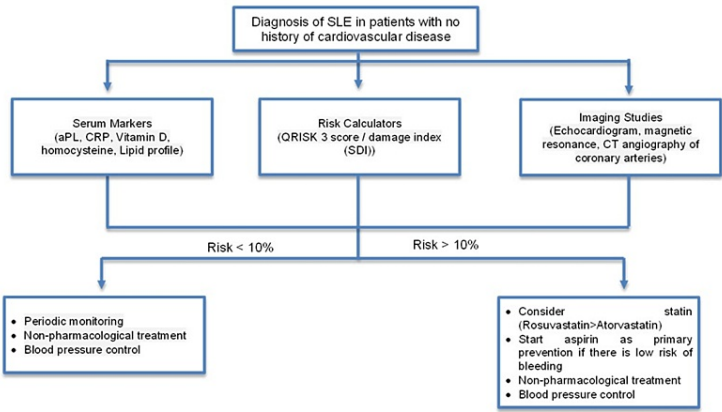 Diagnosis of SLE in patients with no
history of cardiovascular disease
Serum Markers
(aPL, CRP, Vitamin D,
homocysteine, Lipid profile)
Risk Calculators
(QRISK 3 score / damage index
(SDI))
Imaging Studies
(Echocardiogram, magnetic
resonance, CT angiography of
coronary arteries)
Risk < 10%
Risk > 10%
• Periodic monitoring
• Non-pharmacological treatment
• Blood pressure control
• Consider statin
(Rosuvastatin>Atorvastatin)
• Start aspirin as primary
prevention if there is low risk of
bleeding
• Non-pharmacological treatment
• Blood pressure control